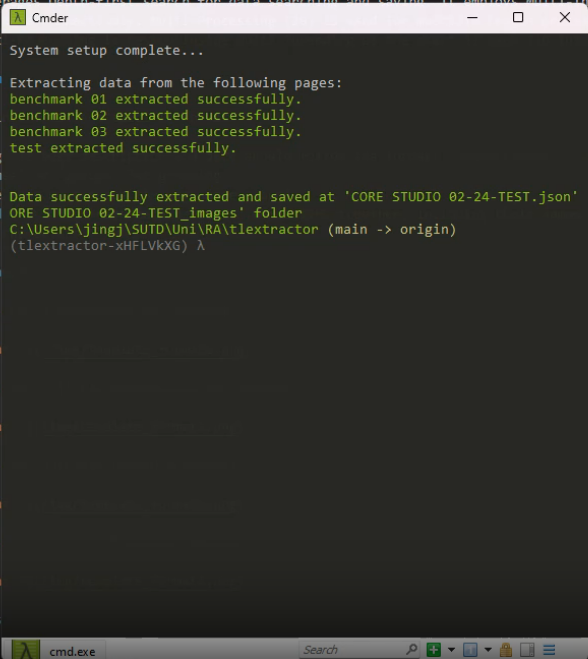 Cmder
System setup complete...
Extracting data from the following pages:
benchmark 01 extracted successfully.
benchmark 02 extracted successfully.
benchmark 03 extracted successfully.
test extracted successfully.
Data successfully extracted and saved at 'CORE STUDIO 02-24-TEST.json'
ORE STUDIO 02-24-TEST_images' folder
C:\Users\jingj\SUTD\Uni\RA\tlextractor (main -> origin)
(tlextractor-xHFLVkXG) λ
λ cmd.exe
Search